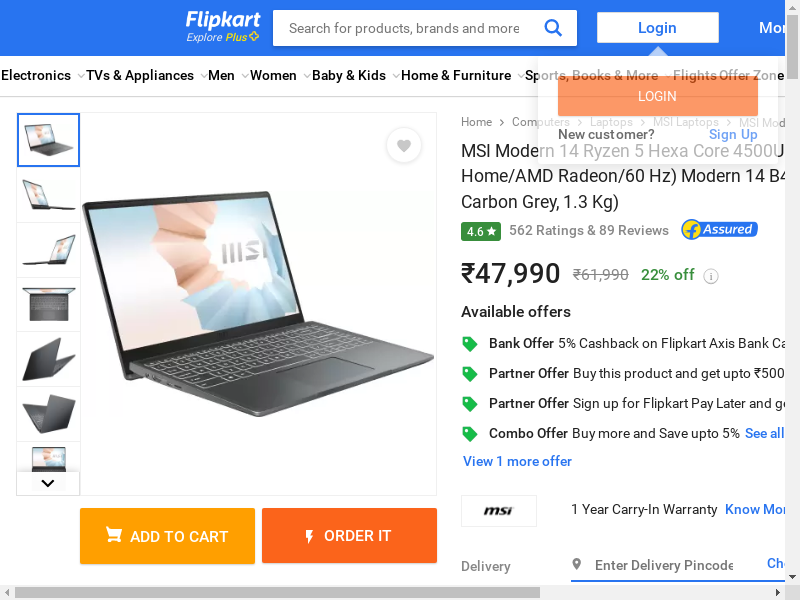 Flipkart
Explore Plus
Search for products, brands and more
Login
Mor
Electronics
TVs & Appliances
Men
Women
Baby & Kids
Home & Furniture
Sports, Books & More
Flights
Offer Zone
LOGIN
New customer?
Sign Up
Home
Computers
Laptops
MSI Laptops
MSI Mod
MSI Modern 14 Ryzen 5 Hexa Core 4500U
Home/AMD Radeon/60 Hz) Modern 14 B4
Carbon Grey, 1.3 Kg)
4.6
562 Ratings & 89 Reviews
Assured
₹47,990
₹61,990
22% off
Available offers
Bank Offer 5% Cashback on Flipkart Axis Bank Ca
Partner Offer Buy this product and get upto ₹500
Partner Offer Sign up for Flipkart Pay Later and ge
Combo Offer Buy more and Save upto 5% See all
View 1 more offer
msi
1 Year Carry-In Warranty Know Mor
msi
ADD TO CART
ORDER IT
Delivery
Enter Delivery Pincode
Che